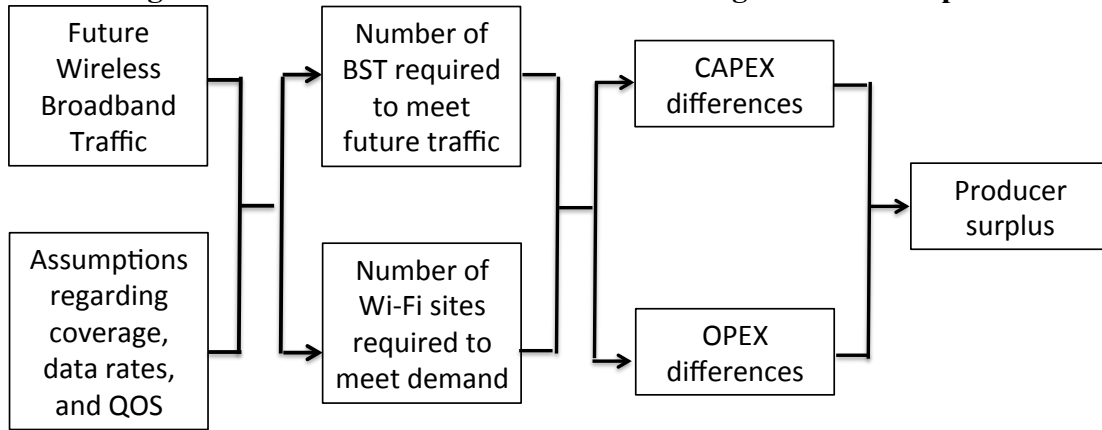 Future
Wireless
Broadband
Traffic
Assumptions
regarding
coverage,
data rates,
and QOS
Number of
BST required
to meet
future traffic
Number of
Wi-Fi sites
required to
meet demand
CAPEX
differences
OPEX
differences
Producer
surplus